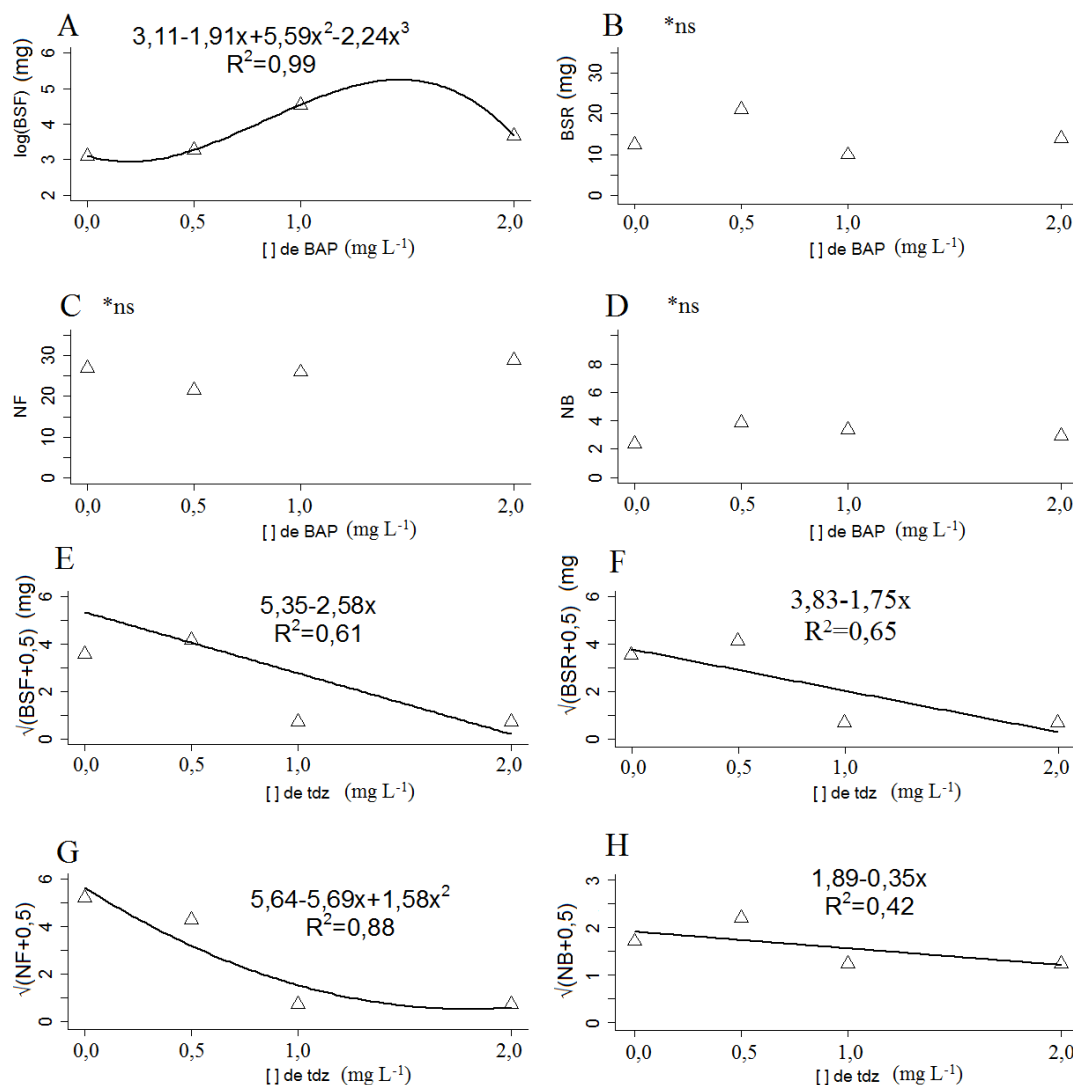 A
3,11-1,91x+5,59x²-2,24x³
R²=0,99
log(BSF) (mg)
6
5
4
3
2
0,0 0,5 1,0 2,0
[ ] de BAP (mg L⁻¹)
B
*ns
BSR (mg)
30
20
10
0
0,0 0,5 1,0 2,0
[ ] de BAP (mg L⁻¹)
C
*ns
NF
30
20
10
0
0,0 0,5 1,0 2,0
[ ] de BAP (mg L⁻¹)
D
*ns
NB
8
6
4
2
0
0,0 0,5 1,0 2,0
[ ] de BAP (mg L⁻¹)
E
5,35-2,58x
R²=0,61
√(BSF+0,5) (mg)
6
4
2
0
0,0 0,5 1,0 2,0
[ ] de tdz (mg L⁻¹)
F
3,83-1,75x
R²=0,65
√(BSR+0,5) (mg
6
4
2
0
0,0 0,5 1,0 2,0
[ ] de tdz (mg L⁻¹)
G
5,64-5,69x+1,58x²
R²=0,88
√(NF+0,5)
6
4
2
0
0,0 0,5 1,0 2,0
[ ] de tdz (mg L⁻¹)
H
1,89-0,35x
R²=0,42
√(NB+0,5)
3
2
1
0
0,0 0,5 1,0 2,0
[ ] de tdz (mg L⁻¹)